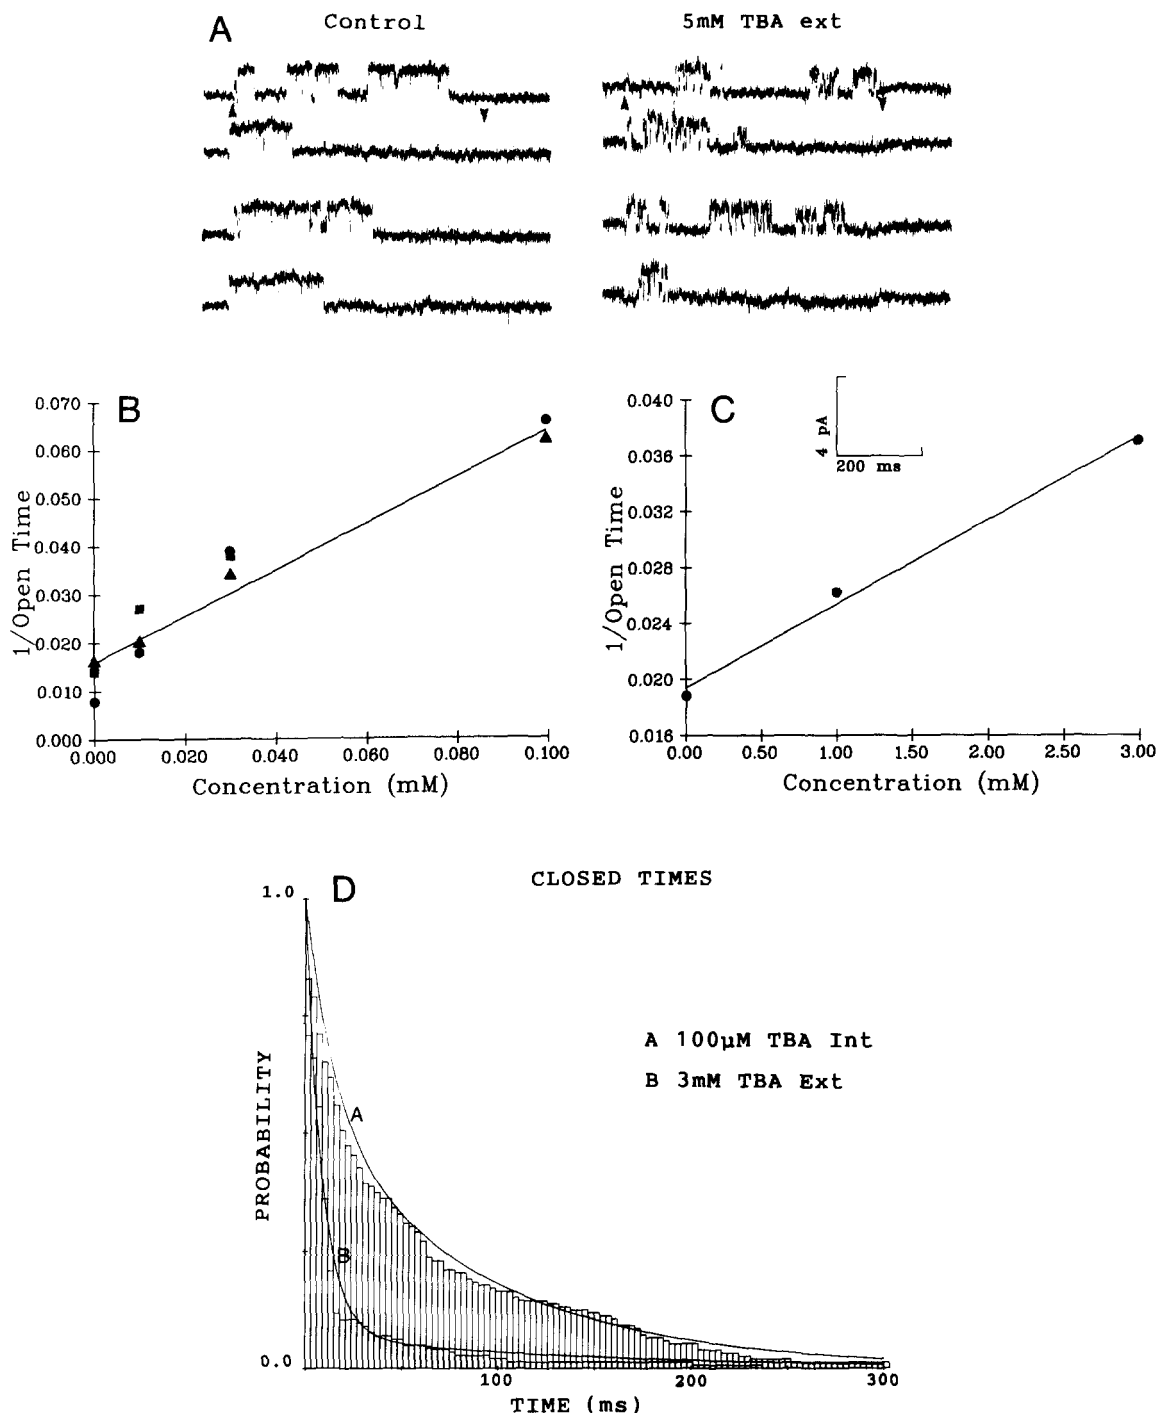 A
Control
5mM TBA ext
B
0.070
0.060
0.050
0.040
0.030
0.020
0.010
0.000
1/Open Time
0.000
0.020
0.040
0.060
0.080
0.100
Concentration (mM)
C
0.040
0.036
0.032
0.028
0.024
0.020
0.016
1/Open Time
4 pA
200 ms
0.00
0.50
1.00
1.50
2.00
2.50
3.00
Concentration (mM)
D
CLOSED TIMES
1.0
0.0
PROBABILITY
A
B
A 100µM TBA Int
B 3mM TBA Ext
100
200
300
TIME (ms)